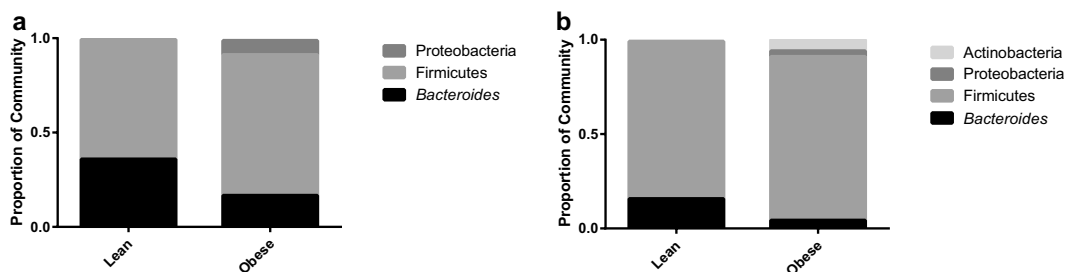 a
Proportion of Community
1.0
0.5
0.0
Lean
Obese
Proteobacteria
Firmicutes
Bacteroides
b
Proportion of Community
1.0
0.5
0.0
Lean
Obese
Actinobacteria
Proteobacteria
Firmicutes
Bacteroides